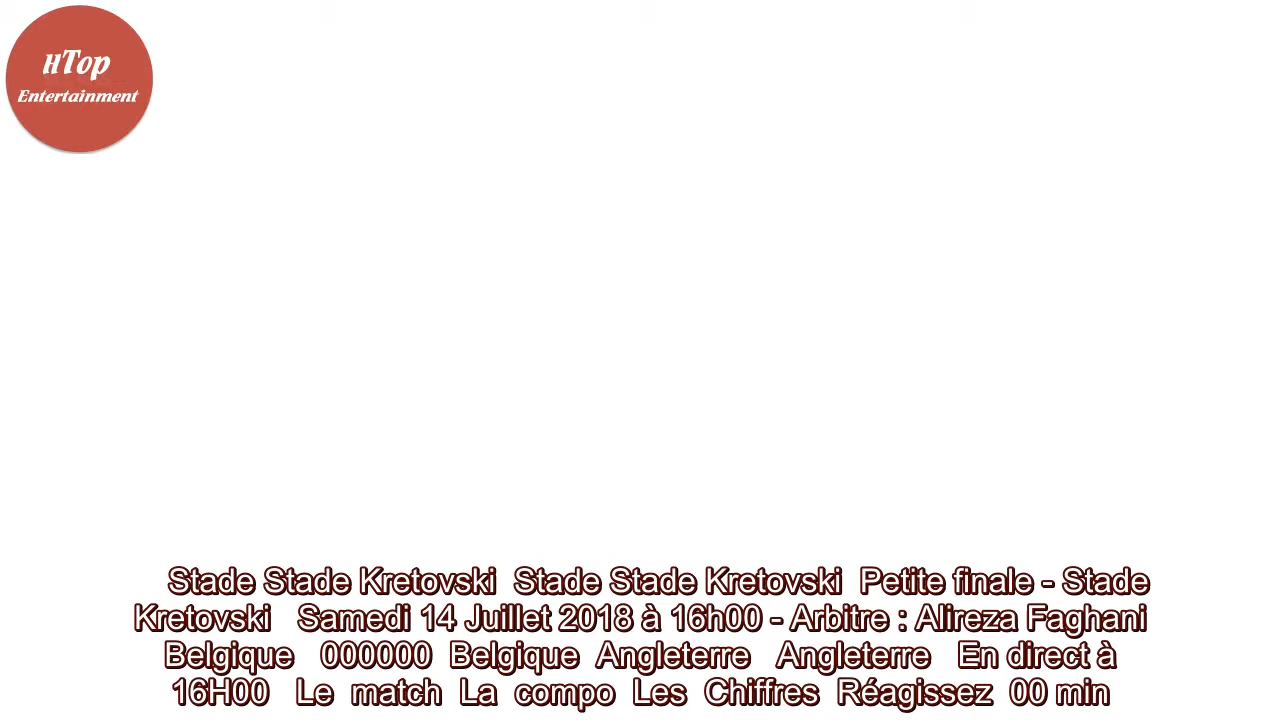 HTop
Entertainment
Stade Stade Kretovski Stade Stade Kretovski Petite finale - Stade
Kretovski Samedi 14 Juillet 2018 à 16h00 - Arbitre : Alireza Faghani
Belgique 000000 Belgique Angleterre Angleterre En direct à
16H00 Le match La compo Les Chiffres Réagissez 00 min